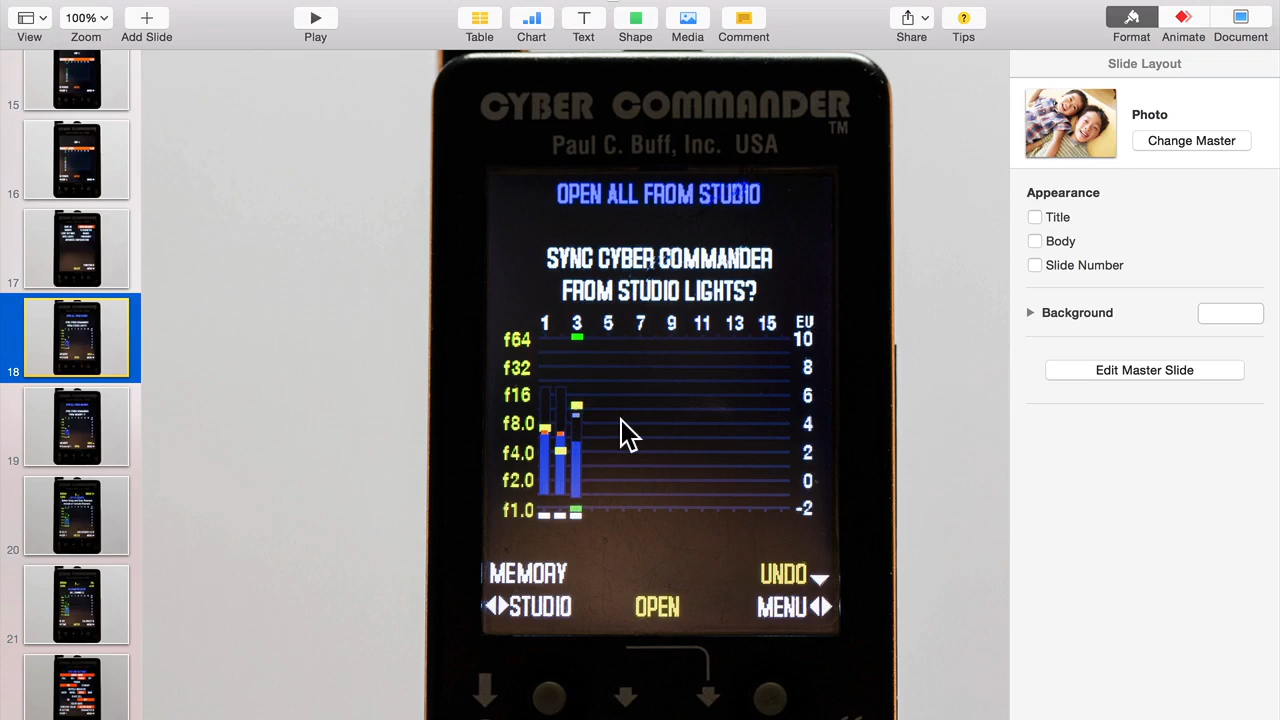 View
100%
Zoom
Add Slide
Play
Table
Chart
Text
Shape
Media
Comment
Share
Tips
Format
Animate
Document
Slide Layout
Photo
Change Master
Appearance
Title
Body
Slide Number
Background
Edit Master Slide
15
16
17
18
19
20
21
CYBER COMMANDER
TM
Paul C. Buff, Inc. USA
OPEN ALL FROM STUDIO
SYNC CYBER COMMANDER
FROM STUDIO LIGHTS?
1 3 5 7 9 11 13 15 EU
f64 10
f32 8
f16 6
f8.0 4
f4.0 2
f2.0 0
f1.0 -2
MEMORY UNDO
STUDIO OPEN MENU